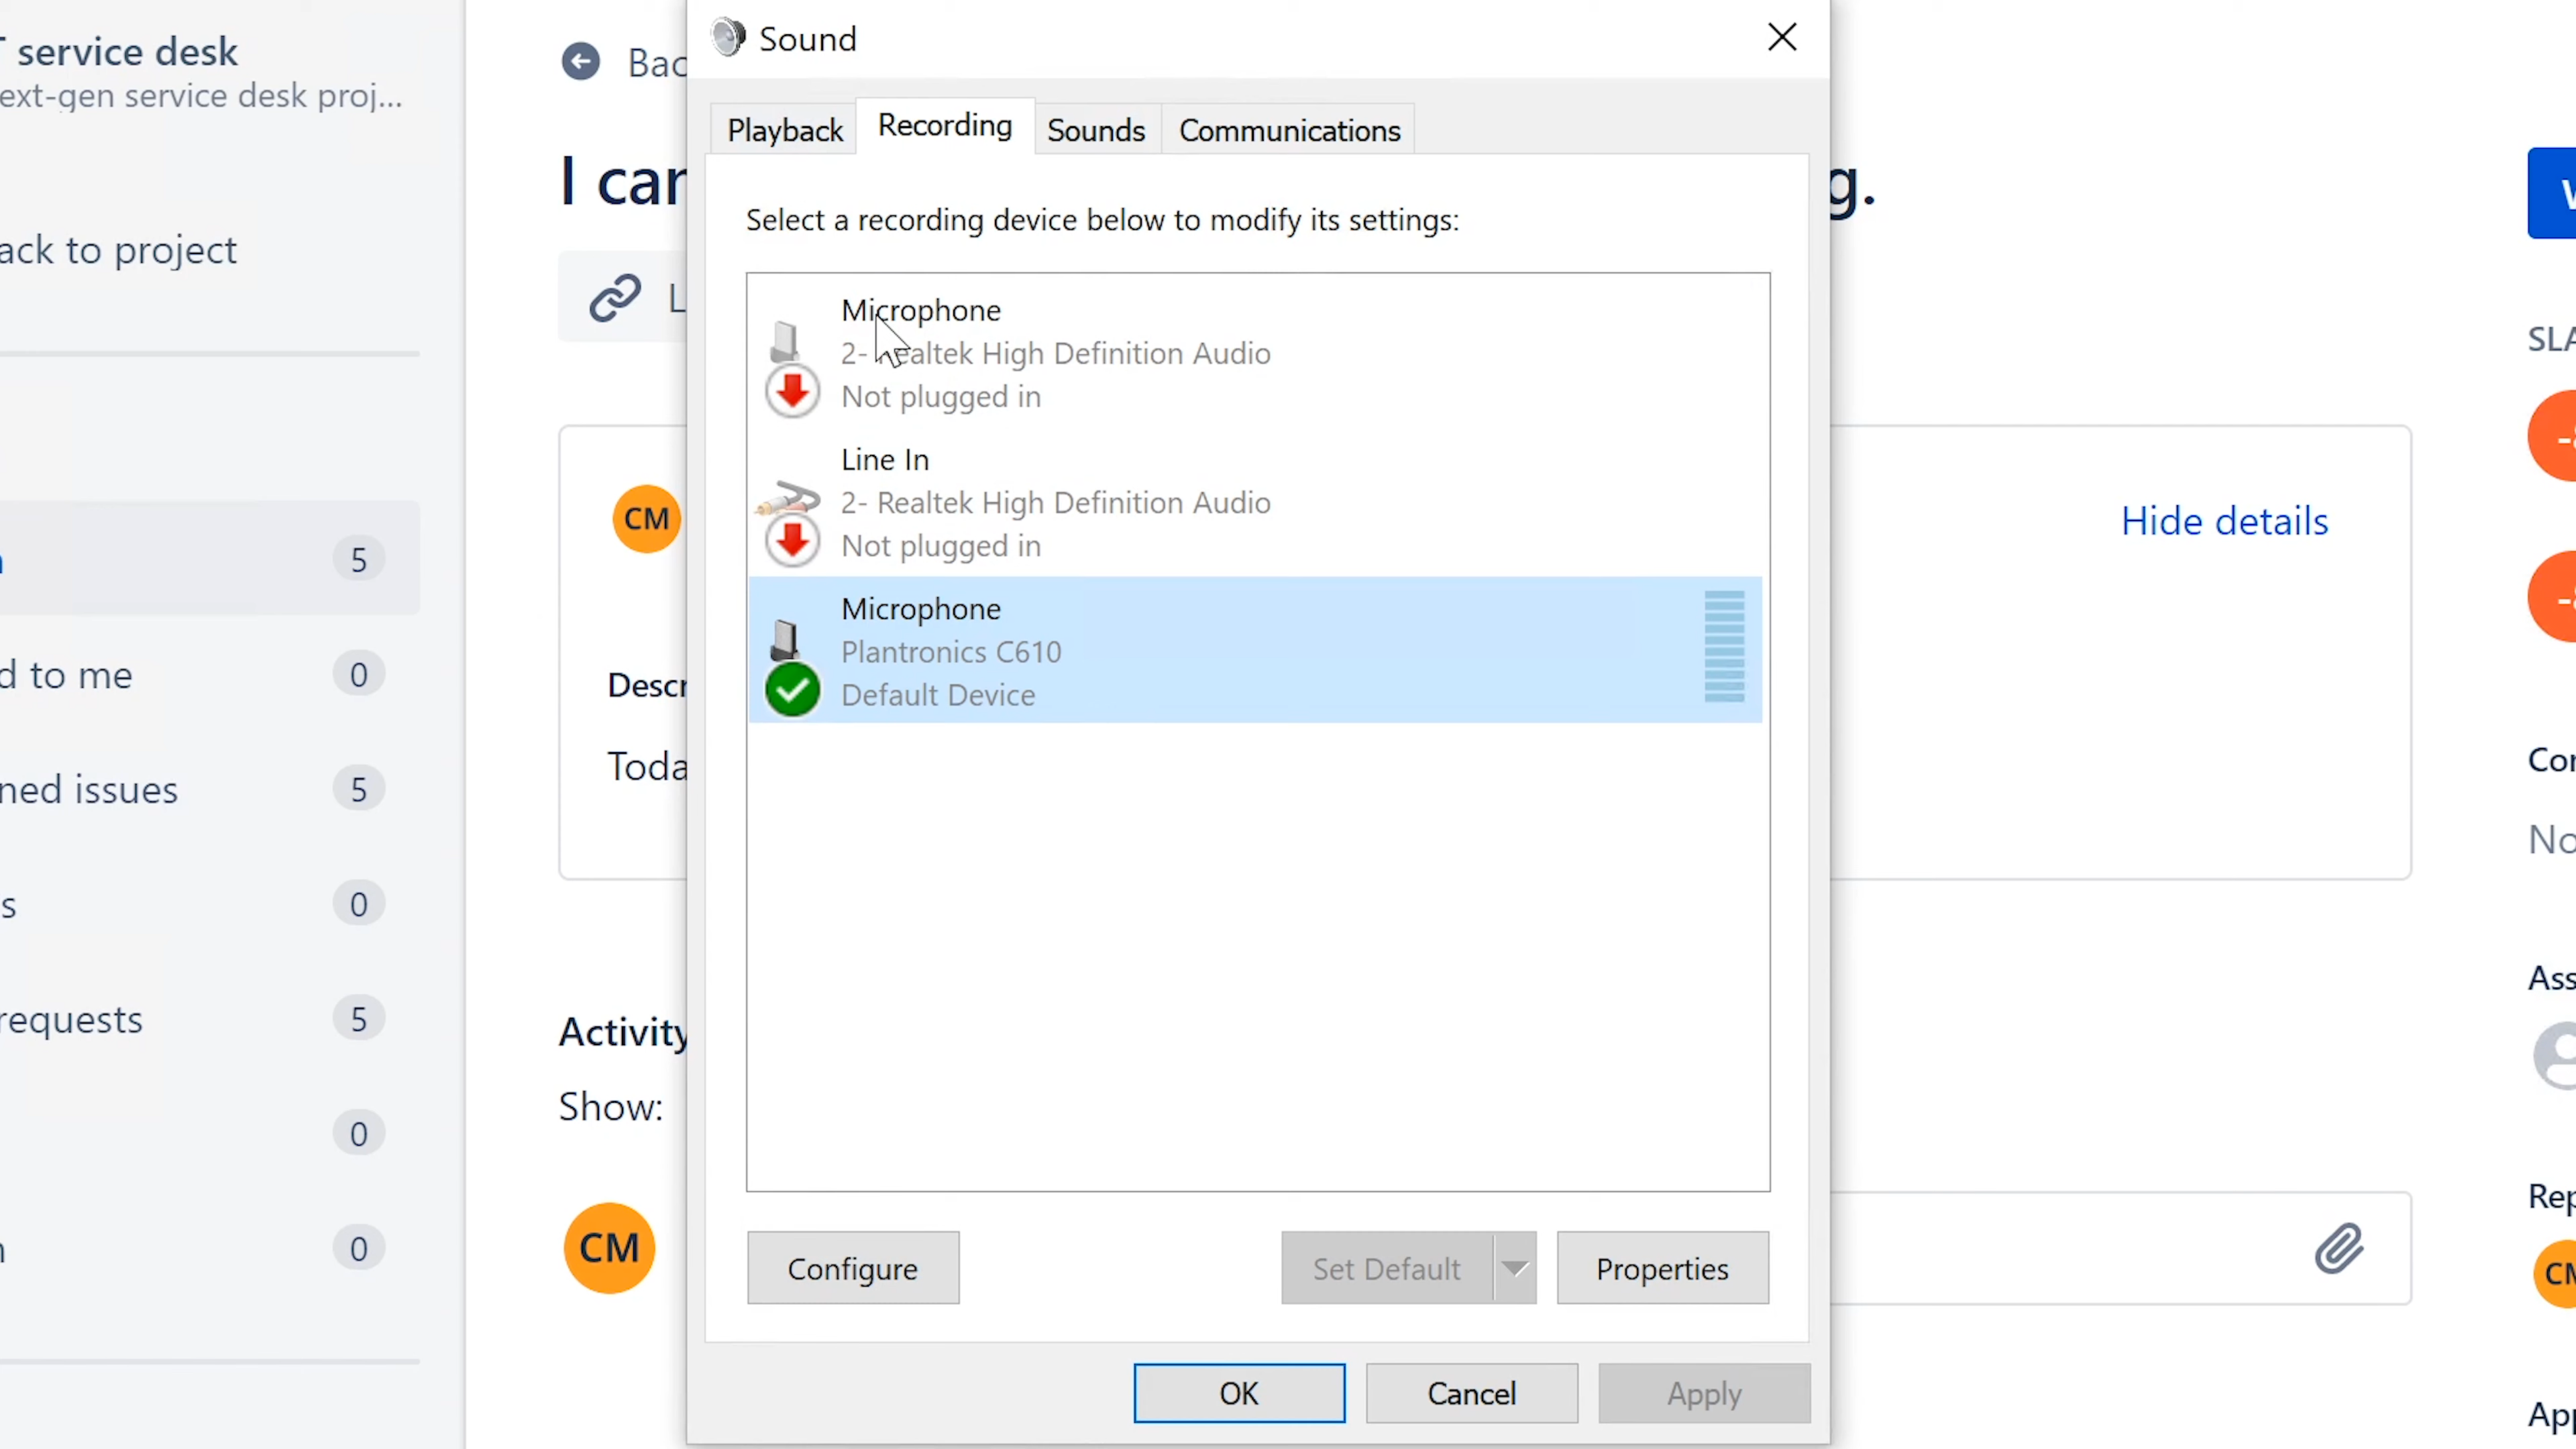 service desk
ext-gen service desk proj...
ack to project
5
d to me
0
ned issues
5
s
0
requests
5
0
0
Bac
I can
g.
L
CM
Hide details
Descr
Toda
Activity
Show:
CM
Sound
Playback
Recording
Sounds
Communications
Select a recording device below to modify its settings:
Microphone
2- Realtek High Definition Audio
Not plugged in
Line In
2- Realtek High Definition Audio
Not plugged in
Microphone
Plantronics C610
Default Device
Configure
Set Default
Properties
OK
Cancel
Apply
SLA
Con
No
Ass
Rep
CM
App